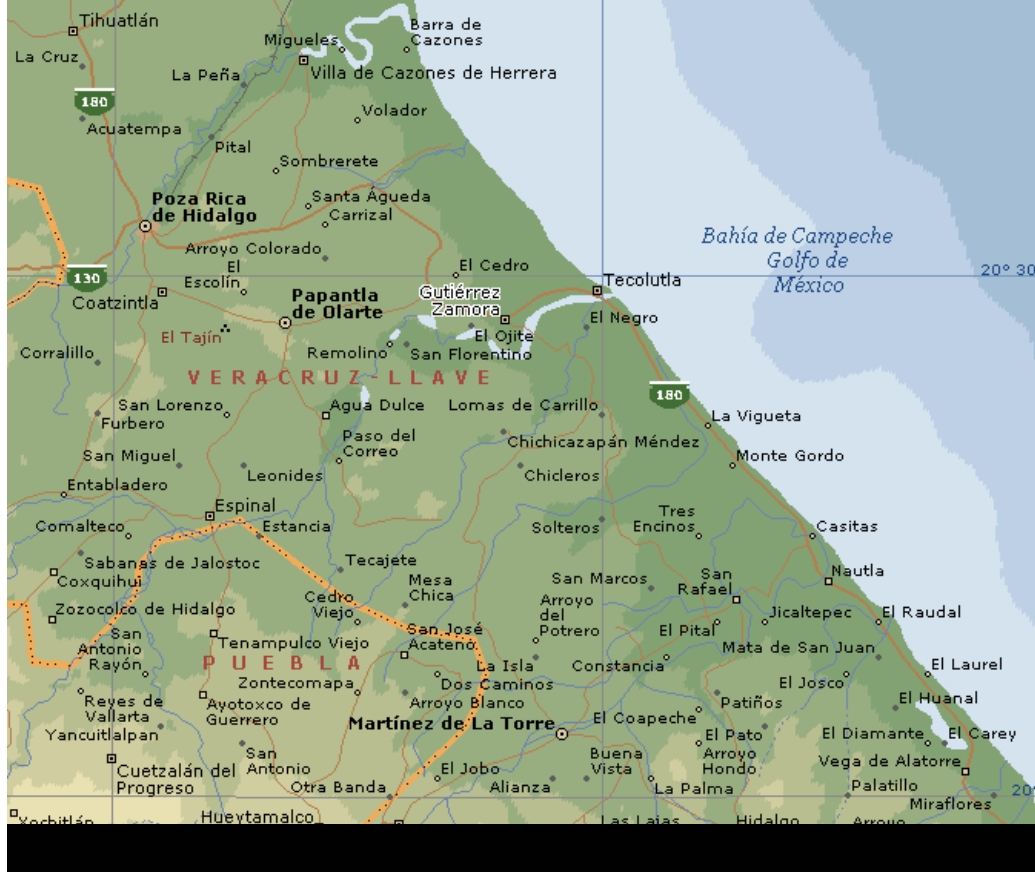 Tihuatlán
Barra de
Cazones
Migueles
La Cruz
La Peña
Villa de Cazones de Herrera
180
Volador
Acuatempa
Pital
Sombrerete
Poza Rica
de Hidalgo
Santa Águeda
Carrizal
Bahía de Campeche
Golfo de
México
Arroyo Colorado
El
Escolín
El Cedro
20° 30
130
Tecolutla
Coatzintla
Papantla
de Olarte
Gutiérrez
Zamora
El Negro
El Tajín
El Ojite
Corralillo
Remolino
San Florentino
VERACRUZ-LLAVE
180
San Lorenzo
Agua Dulce
Lomas de Carrillo
La Vigueta
Furbero
Paso del
Correo
Chichicazapán Méndez
San Miguel
Monte Gordo
Leonides
Chicleros
Entabladero
Espinal
Tres
Encinos
Comalteco
Estancia
Solteros
Casitas
Sabanas de Jalostoc
Tecajete
Coxquihui
Mesa
Chica
San Marcos
San
Rafael
Nautla
Cedro
Viejo
Arroyo
del
Potrero
Zozocolco de Hidalgo
Jicaltepec
El Raudal
San
Antonio
Rayón
Tenampulco Viejo
San José
Acateno
El Pital
Mata de San Juan
PUEBLA
La Isla
Constancia
El Laurel
Zontecomapa
Dos Caminos
El Josco
Reyes de
Vallarta
Ayotoxco de
Guerrero
Arroyo Blanco
Patiños
El Huanal
Yancuitlalpan
Martínez de La Torre
El Coapeche
El Pato
El Diamante
El Carey
San
Antonio
Buena
Vista
Arroyo
Hondo
Vega de Alatorre
Cuetzalán del
Progreso
El Jobo
Otra Banda
Alianza
La Palma
Palatillo
20°
Miraflores
Xochitlán
Hueytamalco
Las Lajas
Hidalgo
Arroyo